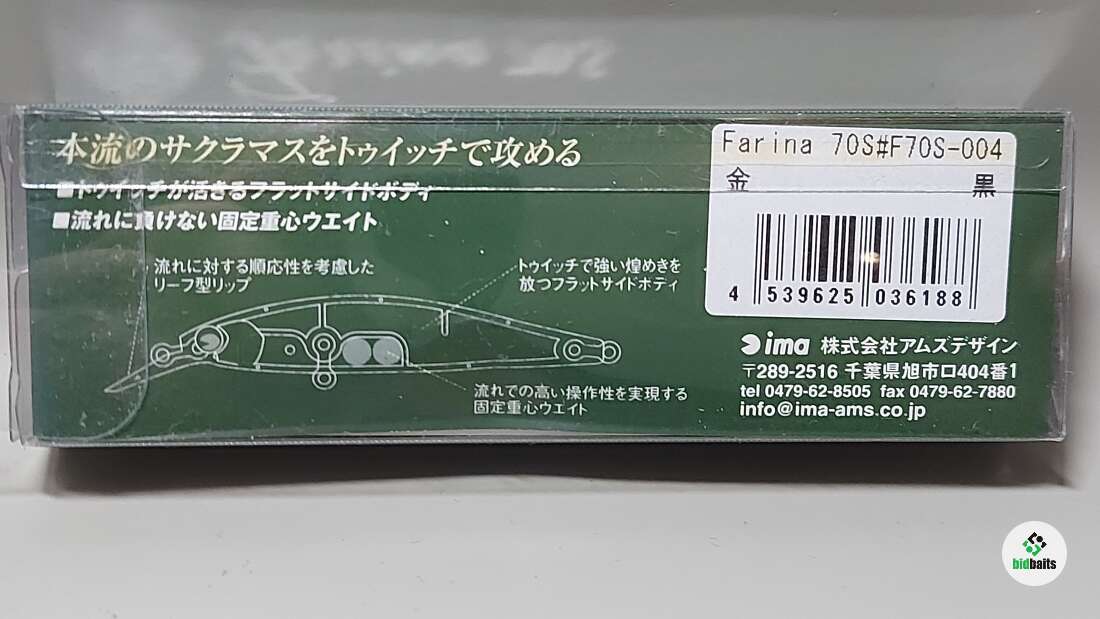 本流のサクラマスをトゥイッチで攻める
■トゥイッチが活きるフラットサイドボディ
■流れに負けない固定重心ウエイト
流れに対する順応性を考慮した
リーフ型リップ
トゥイッチで強い煌めきを
放つフラットサイドボディ
流れでの高い操作性を実現する
固定重心ウエイト
Farina 70S#F70S-004
金 黒
4 539625 036188
ima 株式会社アムズデザイン
〒289-2516 千葉県旭市ロ404番1
tel 0479-62-8505 fax 0479-62-7880
info@ima-ams.co.jp
bidbaits